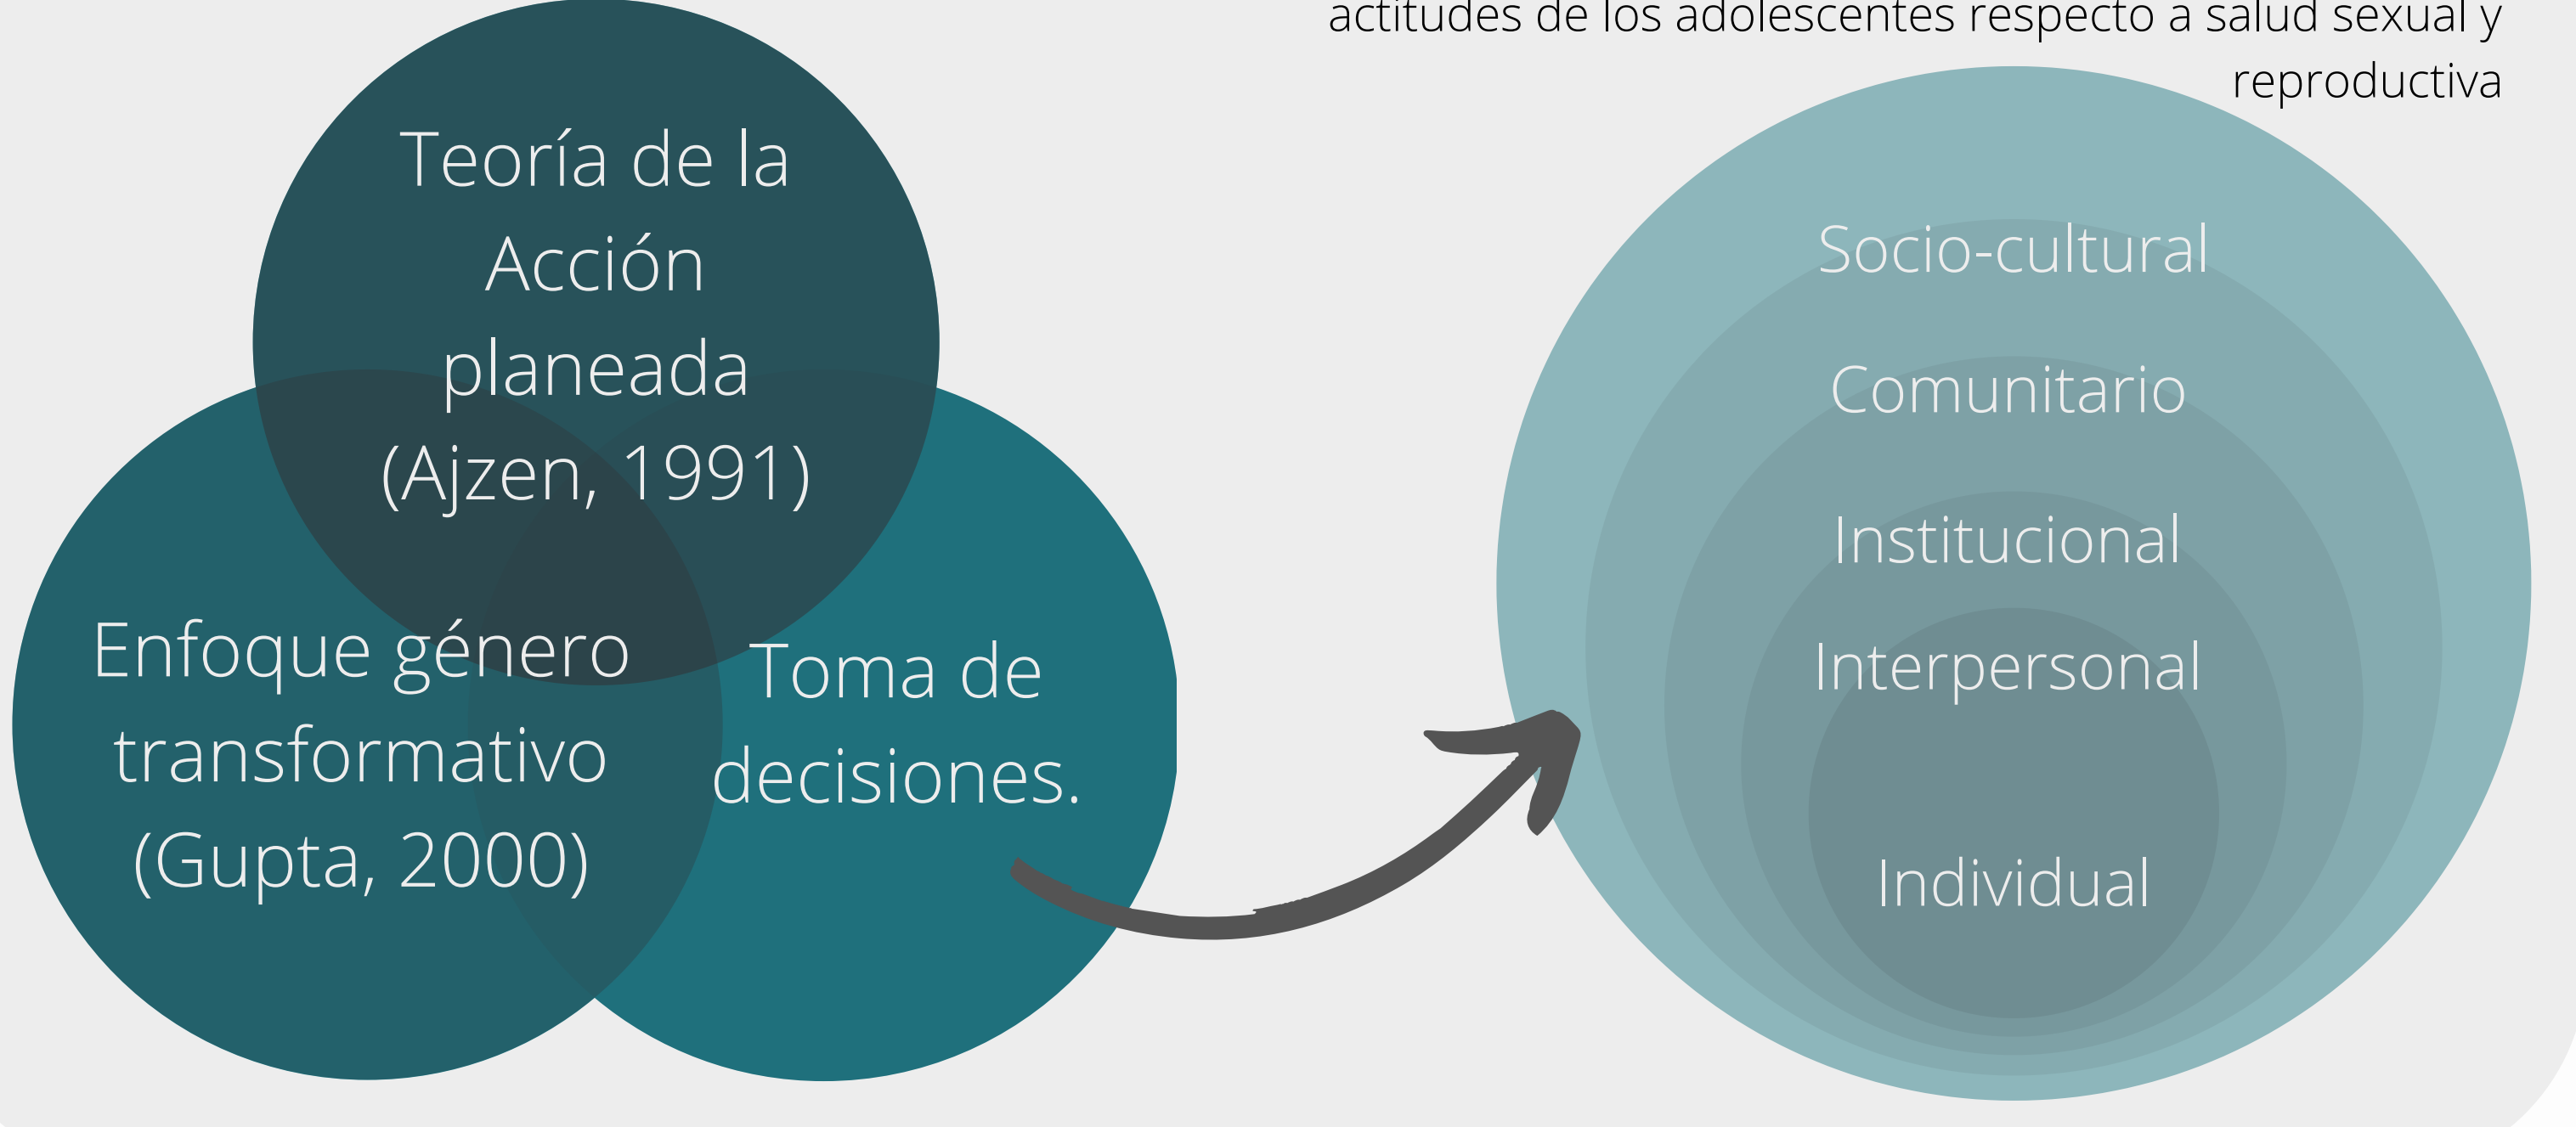 actitudes de los adolescentes respecto a salud sexual y
reproductiva
Teoría de la
Acción
planeada
(Ajzen, 1991)
Enfoque género
transformativo
(Gupta, 2000)
Toma de
decisiones.
Socio-cultural
Comunitario
Institucional
Interpersonal
Individual